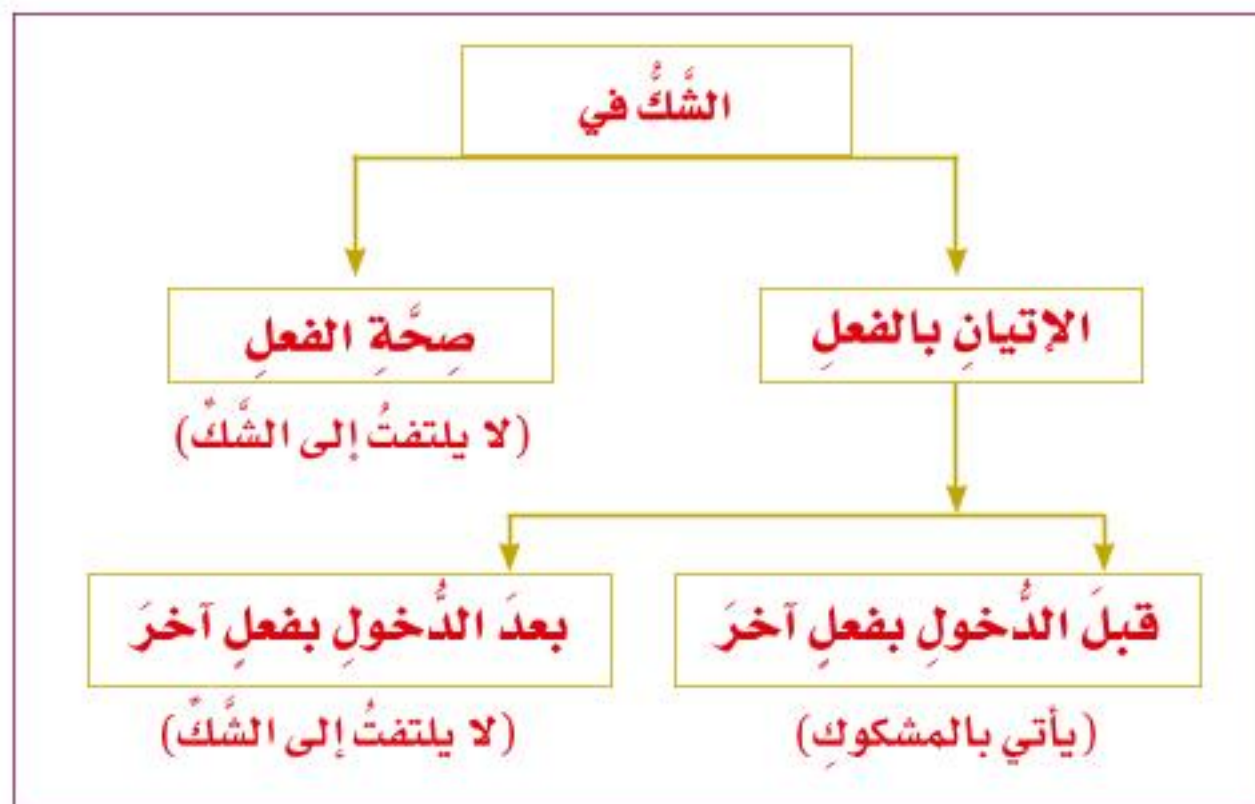 الشَّكُّ في
الإتيانِ بالفعلِ
صِحَّةِ الفعلِ
(لا يلتفتُ إلى الشَّكِّ)
قبلَ الدُّخولِ بفعلٍ آخرَ
(يأتي بالمشكوكِ)
بعدَ الدُّخولِ بفعلٍ آخرَ
(لا يلتفتُ إلى الشَّكِّ)